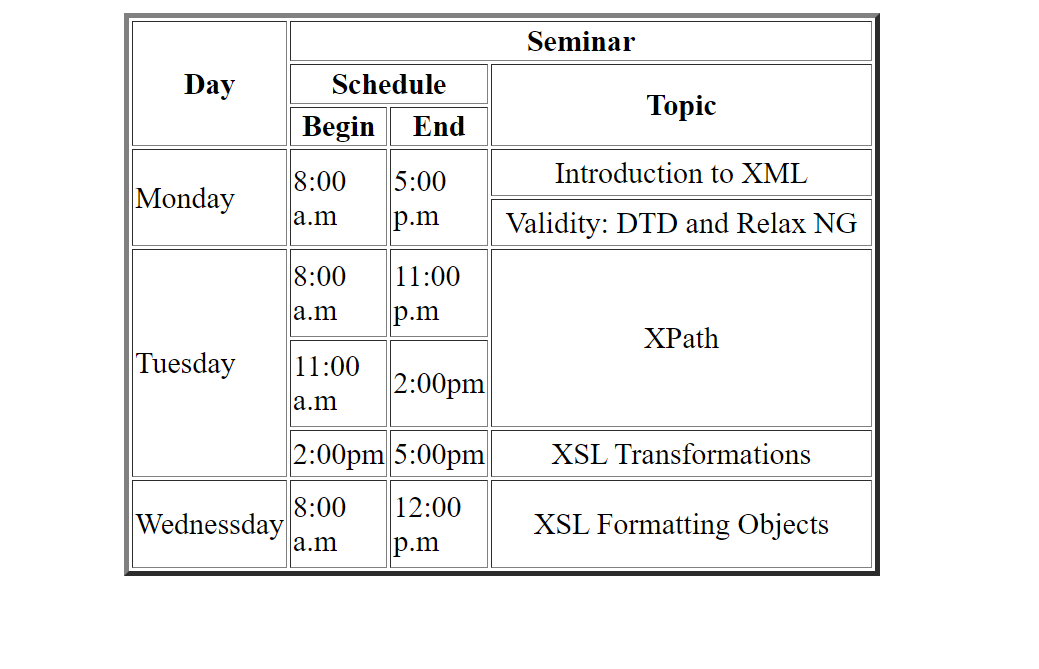 Seminar
Day
Schedule
Topic
Begin End
Monday
8:00
a.m
5:00
p.m
Introduction to XML
Validity: DTD and Relax NG
Tuesday
8:00
a.m
11:00
p.m
XPath
11:00
a.m
2:00pm
2:00pm 5:00pm XSL Transformations
Wednessday
8:00
a.m
12:00
p.m
XSL Formatting Objects